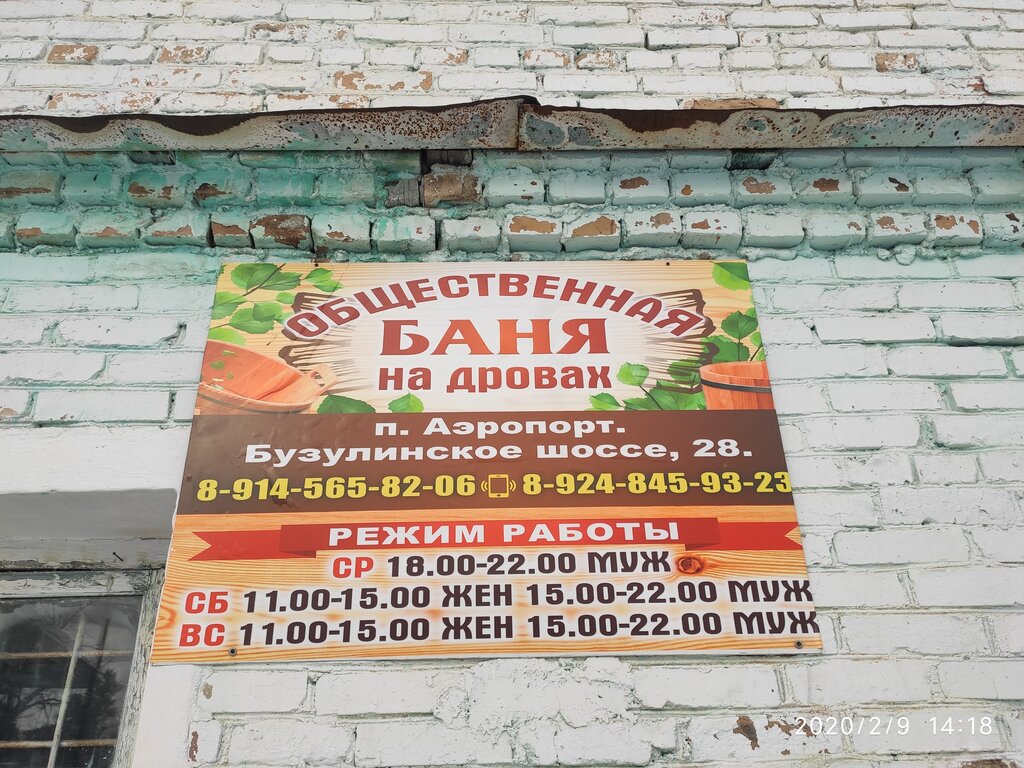 ОБЩЕСТВЕННАЯ
БАНЯ
на дровах
п. Аэропорт.
Бузулинское шоссе, 28.
8-914-565-82-06 8-924-845-93-23
РЕЖИМ РАБОТЫ
СР 18.00-22.00 МУЖ
СБ 11.00-15.00 ЖЕН 15.00-22.00 МУЖ
ВС 11.00-15.00 ЖЕН 15.00-22.00 МУЖ
2020/2/9 14:18